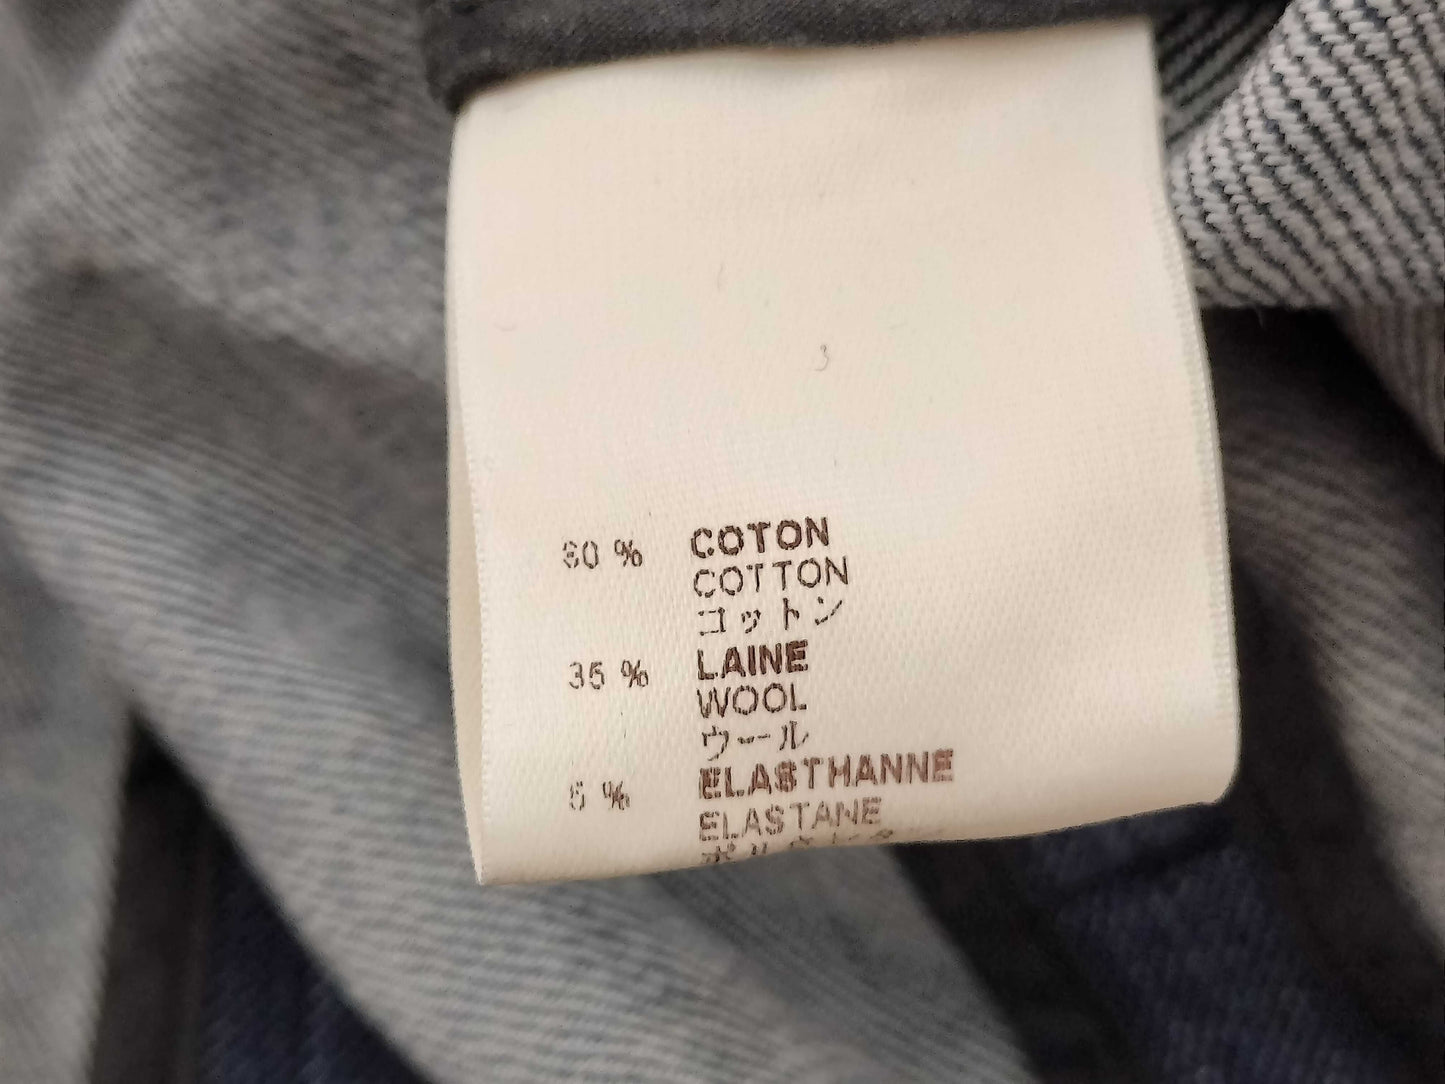 60 % COTON
COTTON
コットン
35 % LAINE
WOOL
ウール
5 % ELASTHANNE
ELASTANE